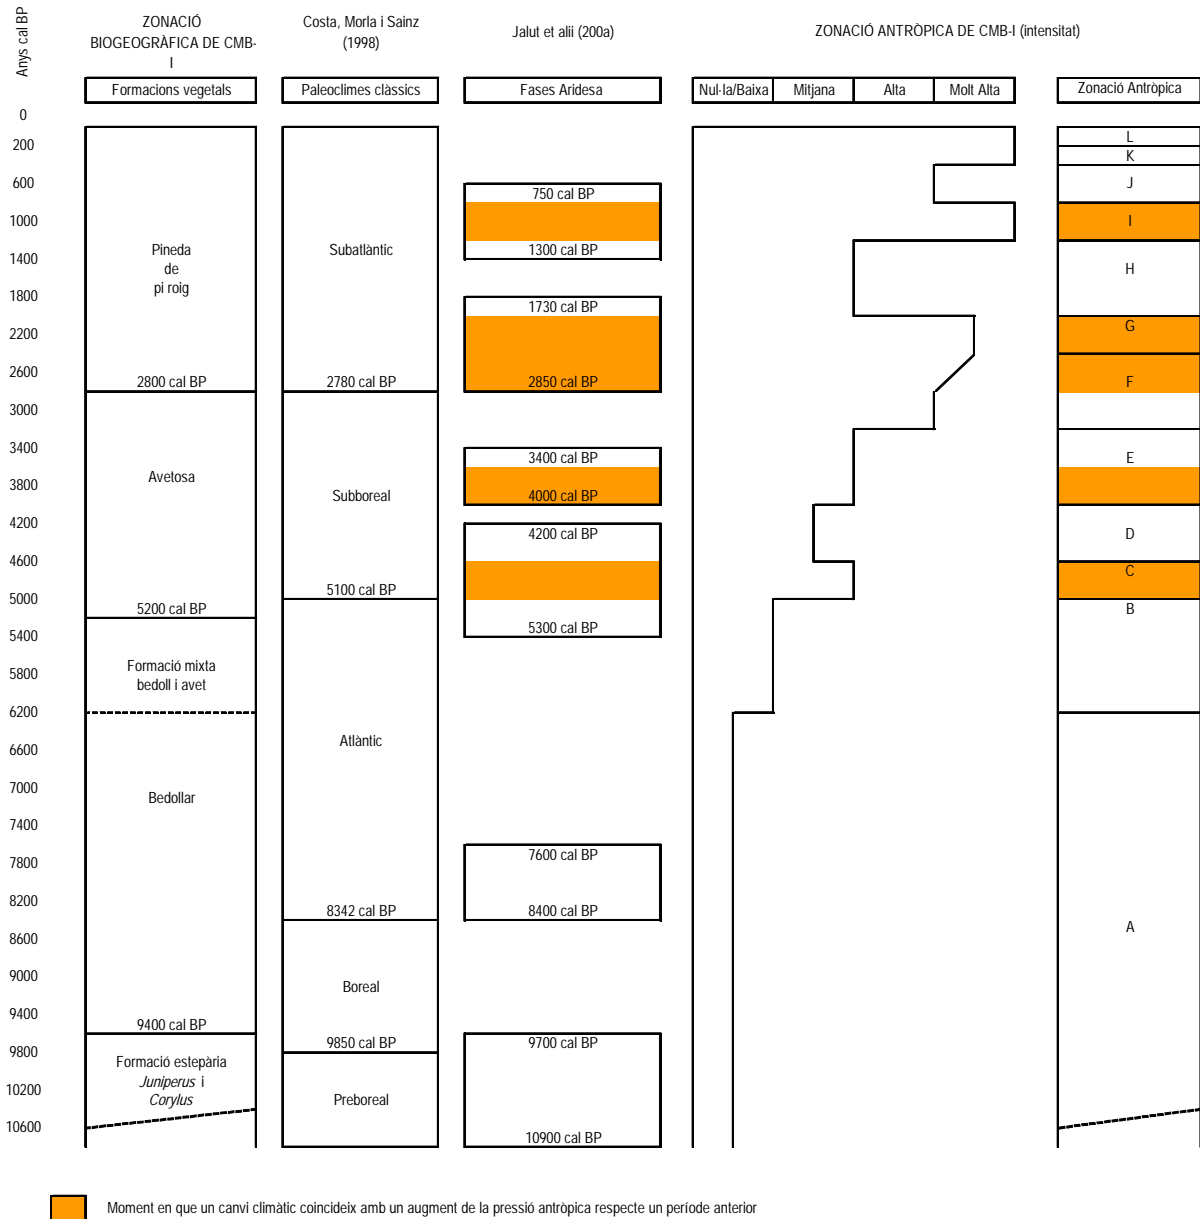 Anys cal BP
ZONACIÓ
BIOGEOGRÀFICA DE CMB-
I
Costa, Morla i Sainz
(1998)
Jalut et alii (200a)
ZONACIÓ ANTRÒPICA DE CMB-I (intensitat)
Formacions vegetals
Paleoclimes clàssics
Fases Aridesa
Nul·la/Baixa
Mitjana
Alta
Molt Alta
Zonació Antròpica
0
200
600
1000
1400
1800
2200
2600
3000
3400
3800
4200
4600
5000
5400
5800
6200
6600
7000
7400
7800
8200
8600
9000
9400
9800
10200
10600
Pineda
de
pi roig
2800 cal BP
Avetosa
5200 cal BP
Formació mixta
bedoll i avet
Bedollar
9400 cal BP
Formació estepària
Juniperus i
Corylus
Subatlàntic
2780 cal BP
Subboreal
5100 cal BP
Atlàntic
8342 cal BP
Boreal
9850 cal BP
Preboreal
750 cal BP
1300 cal BP
1730 cal BP
2850 cal BP
3400 cal BP
4000 cal BP
4200 cal BP
5300 cal BP
7600 cal BP
8400 cal BP
9700 cal BP
10900 cal BP
L
K
J
I
H
G
F
E
D
C
B
A
Moment en que un canvi climàtic coincideix amb un augment de la pressió antròpica respecte un període anterior